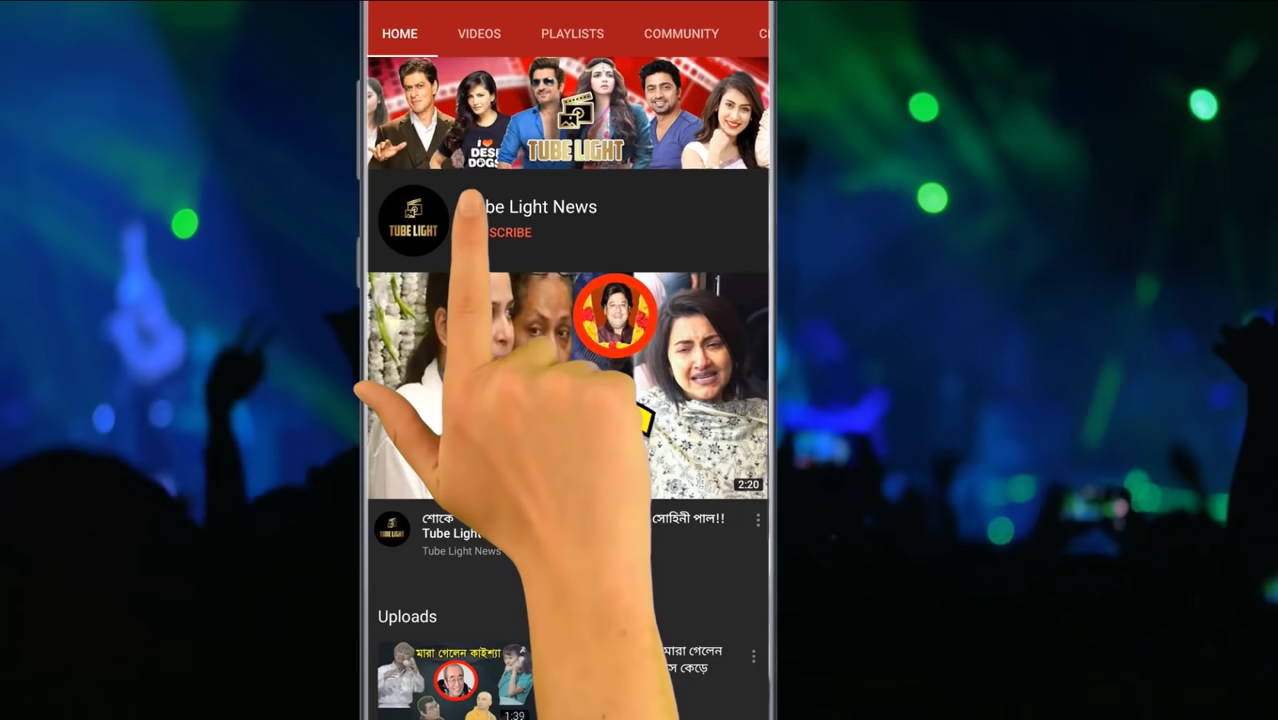 HOME VIDEOS PLAYLISTS COMMUNITY
I ❤
DESI
DOGS
TUBE LIGHT
be Light News
TUBE LIGHT
SCRIBE
2:20
শোকে
সোহিনী পাল!!
TUBE LIGHT
Tube Light
Tube Light News
Uploads
মারা গেলেন কাইশ্যা
মারা গেলেন
স কেড়ে
1:39